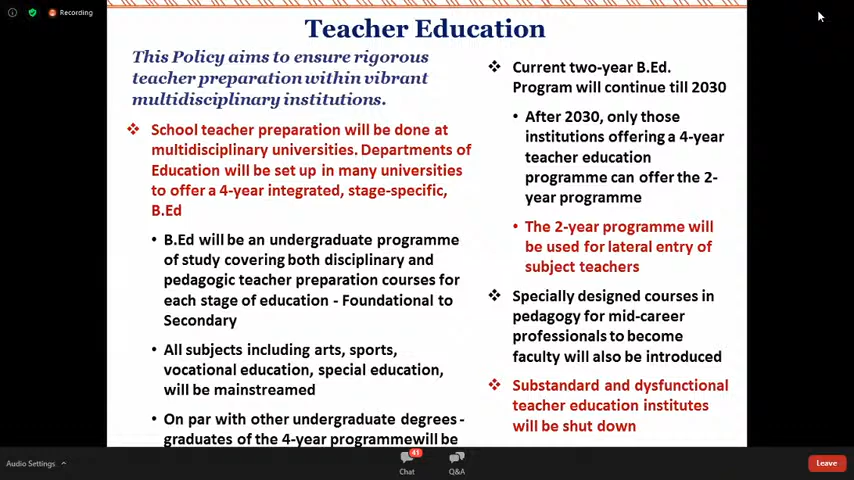 Recording
Teacher Education
This Policy aims to ensure rigorous
teacher preparation within vibrant
multidisciplinary institutions.
School teacher preparation will be done at
multidisciplinary universities. Departments of
Education will be set up in many universities
to offer a 4-year integrated, stage-specific,
B.Ed
• B.Ed will be an undergraduate programme
of study covering both disciplinary and
pedagogic teacher preparation courses for
each stage of education - Foundational to
Secondary
• All subjects including arts, sports,
vocational education, special education,
will be mainstreamed
• On par with other undergraduate degrees -
graduates of the 4-year programmewill be
Current two-year B.Ed.
Program will continue till 2030
• After 2030, only those
institutions offering a 4-year
teacher education
programme can offer the 2-
year programme
• The 2-year programme will
be used for lateral entry of
subject teachers
Specially designed courses in
pedagogy for mid-career
professionals to become
faculty will also be introduced
Substandard and dysfunctional
teacher education institutes
will be shut down
Audio Settings
43
Chat
Q&A
Leave